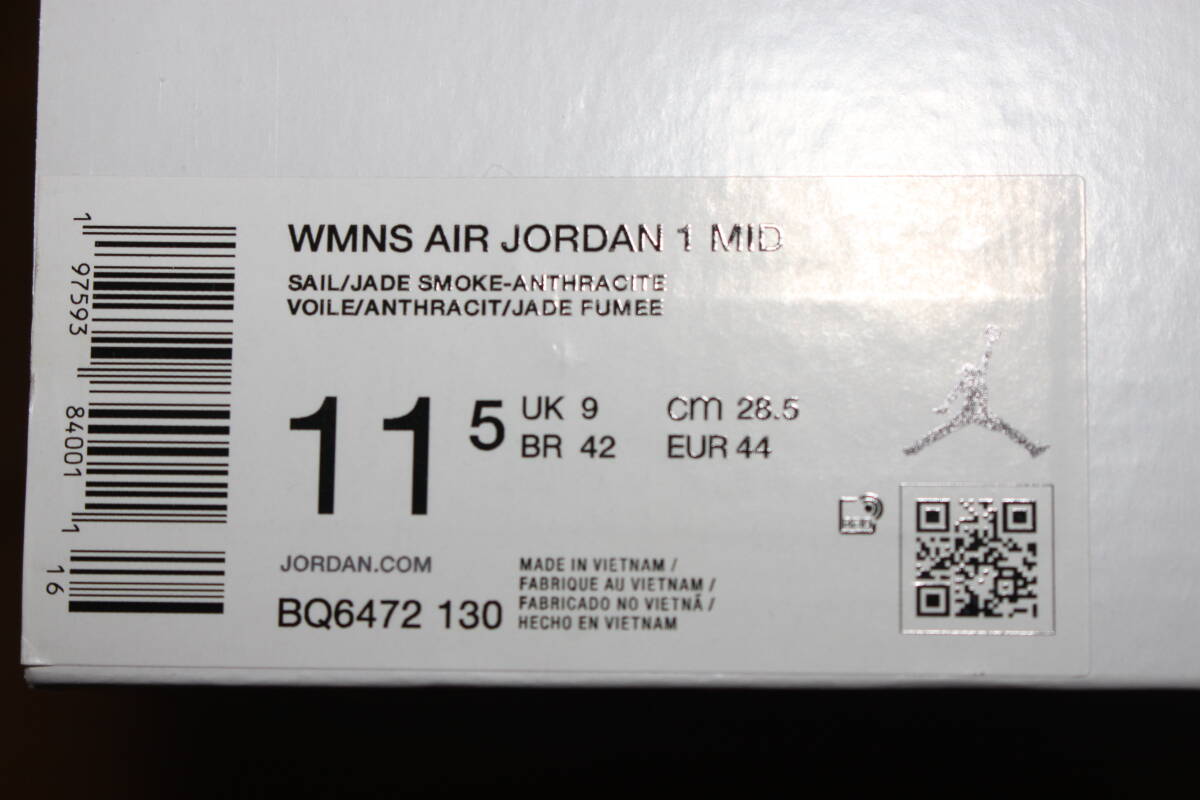 WMNS AIR JORDAN 1 MID
SAIL/JADE SMOKE-ANTHRACITE
VOILE/ANTHRACIT/JADE FUMEE
11 5
UK 9 cm 28.5
BR 42 EUR 44
JORDAN.COM
BQ6472 130
MADE IN VIETNAM /
FABRIQUE AU VIETNAM /
FABRICADO NO VIETNÃ /
HECHO EN VIETNAM
1 97593 84001 1 16